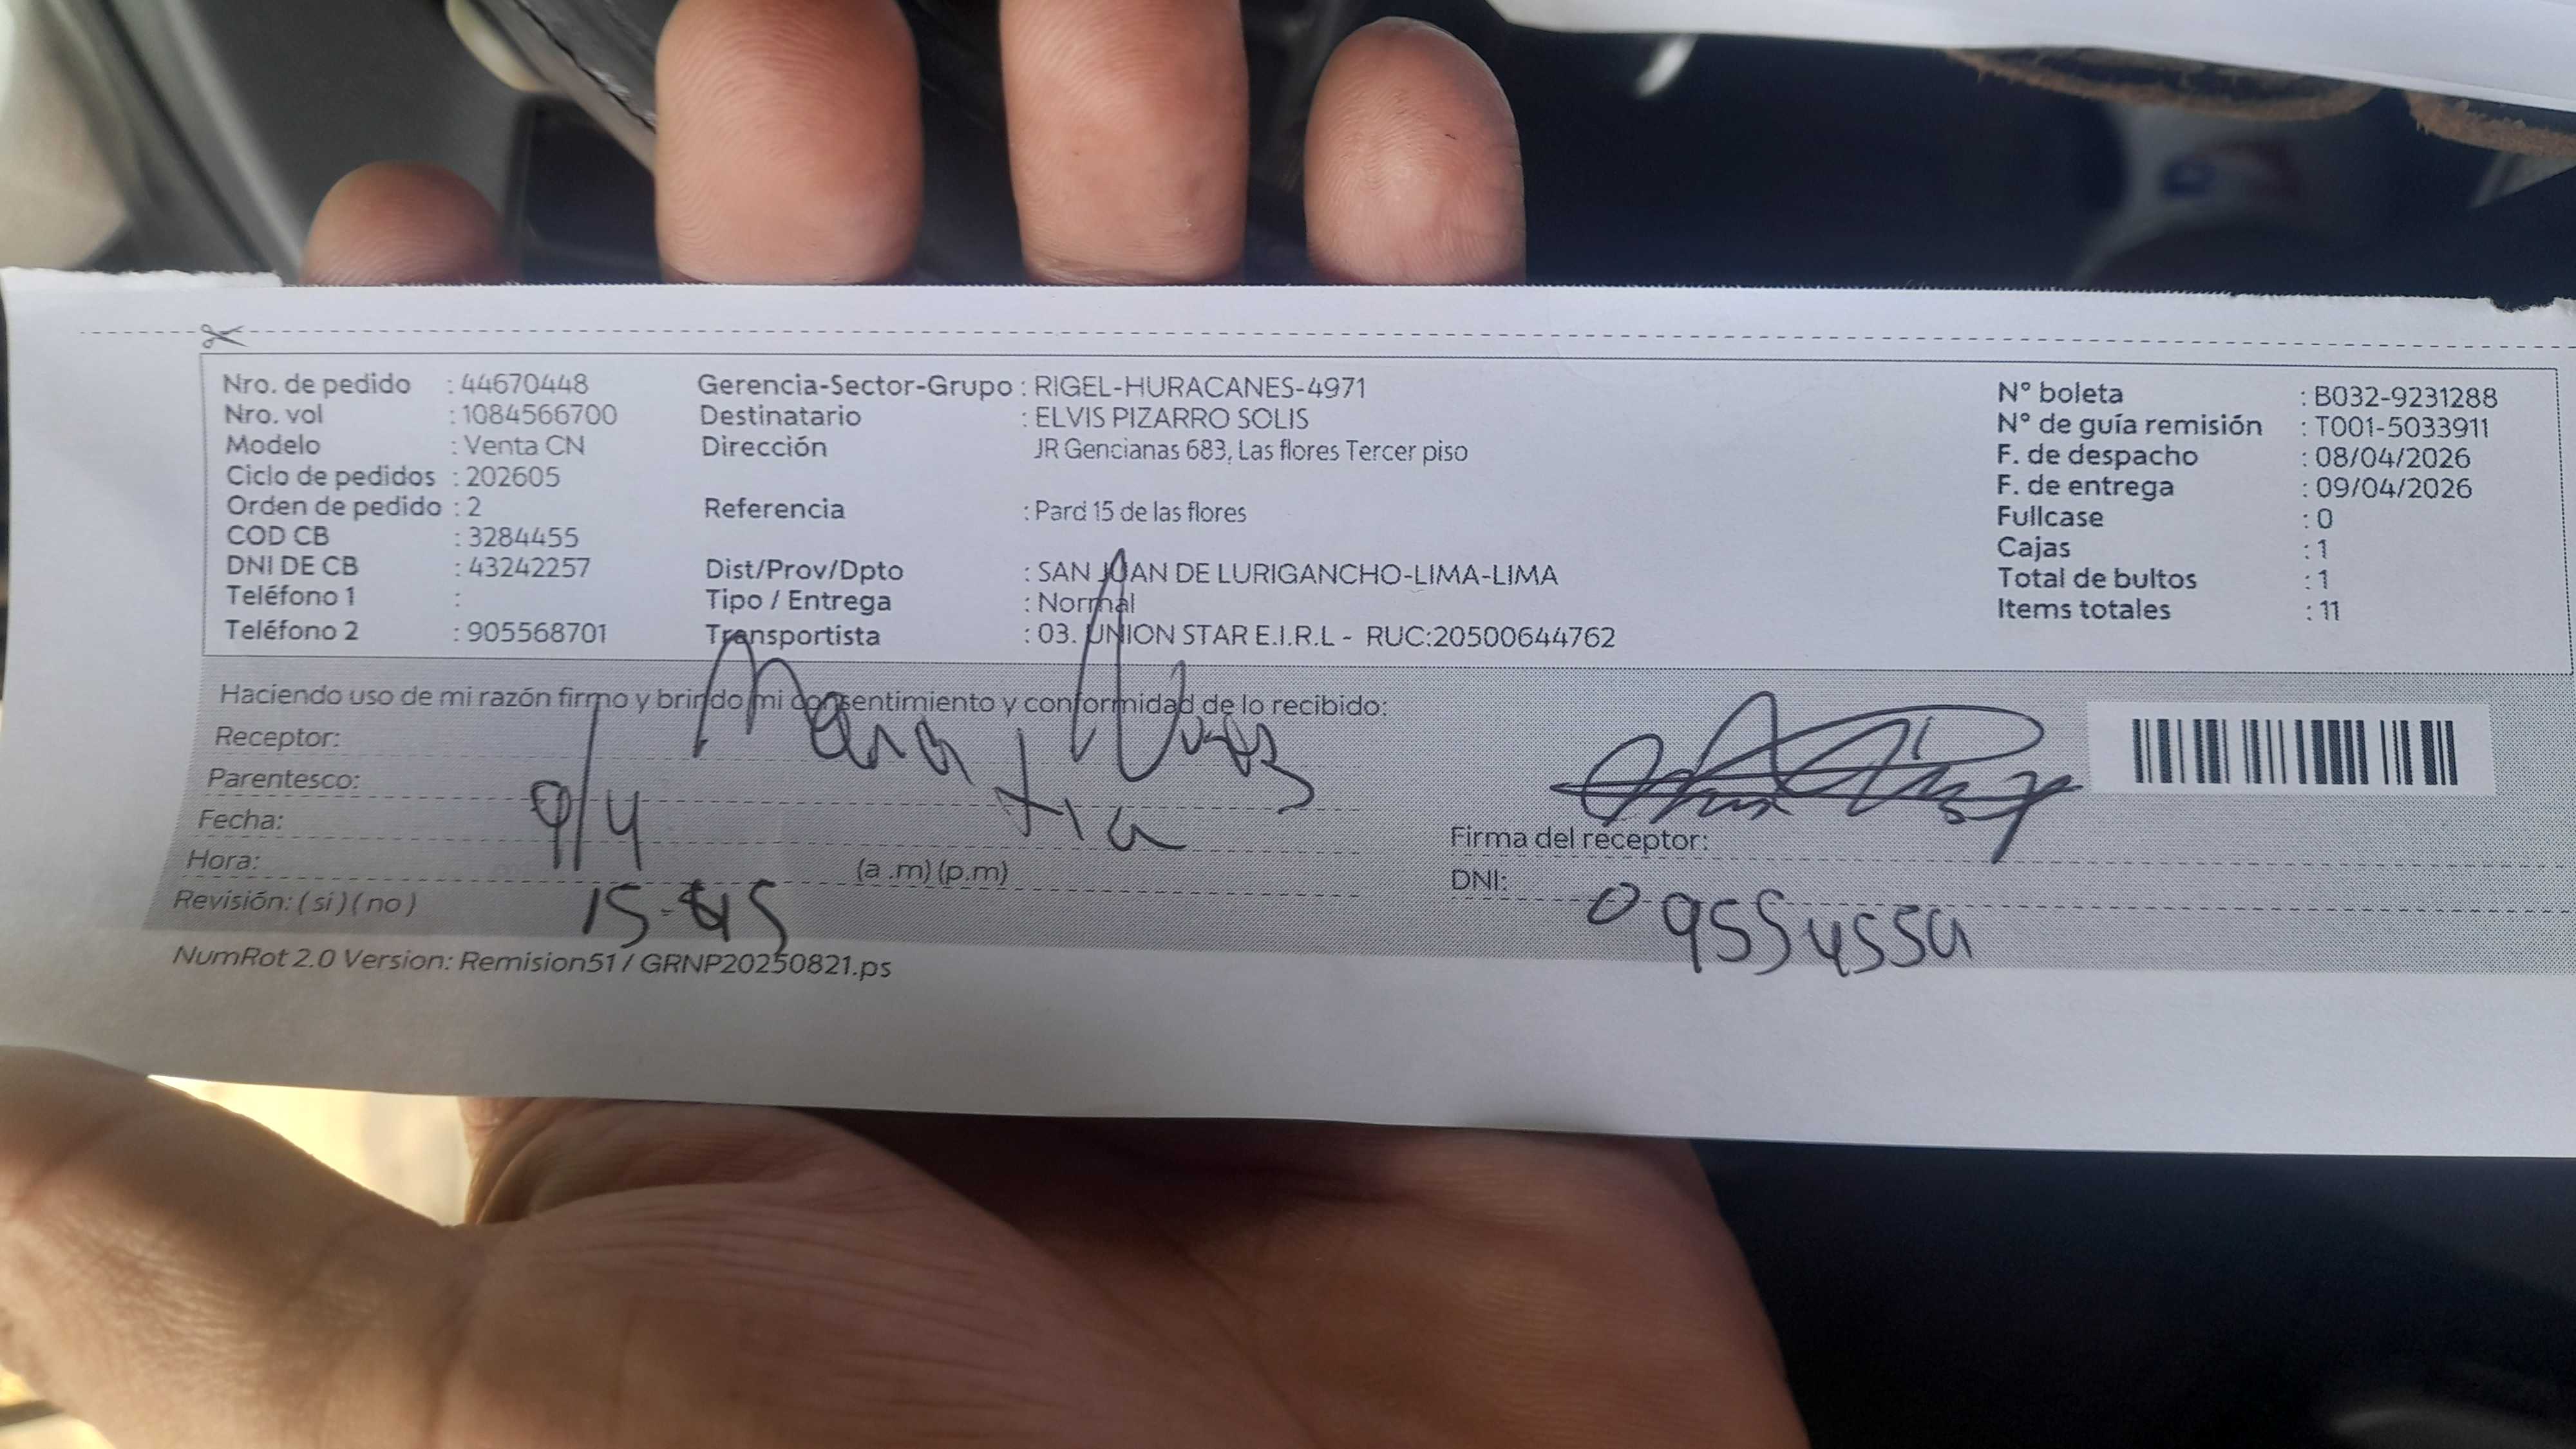 Nro. de pedido : 44670448
Nro. vol : 1084566700
Modelo : Venta CN
Ciclo de pedidos : 202605
Orden de pedido : 2
COD CB : 3284455
DNI DE CB : 43242257
Teléfono 1 :
Teléfono 2 : 905568701
Gerencia-Sector-Grupo : RIGEL-HURACANES-4971
Destinatario : ELVIS PIZARRO SOLIS
Dirección JR Gencianas 683, Las flores Tercer piso
Referencia : Pard 15 de las flores
Dist/Prov/Dpto : SAN JUAN DE LURIGANCHO-LIMA-LIMA
Tipo / Entrega : Normal
Transportista : 03. UNION STAR E.I.R.L - RUC:20500644762
N° boleta : B032-9231288
N° de guía remisión : T001-5033911
F. de despacho : 08/04/2026
F. de entrega : 09/04/2026
Fullcase : 0
Cajas : 1
Total de bultos : 1
Items totales : 11
Haciendo uso de mi razón firmo y brindo mi consentimiento y conformidad de lo recibido:
Receptor:
Parentesco: tia
Fecha: 9/4
Hora: (a .m) (p.m)
Revisión: ( si ) ( no )
Firma del receptor:
DNI:
NumRot 2.0 Version: Remision51 / GRNP20250821.ps